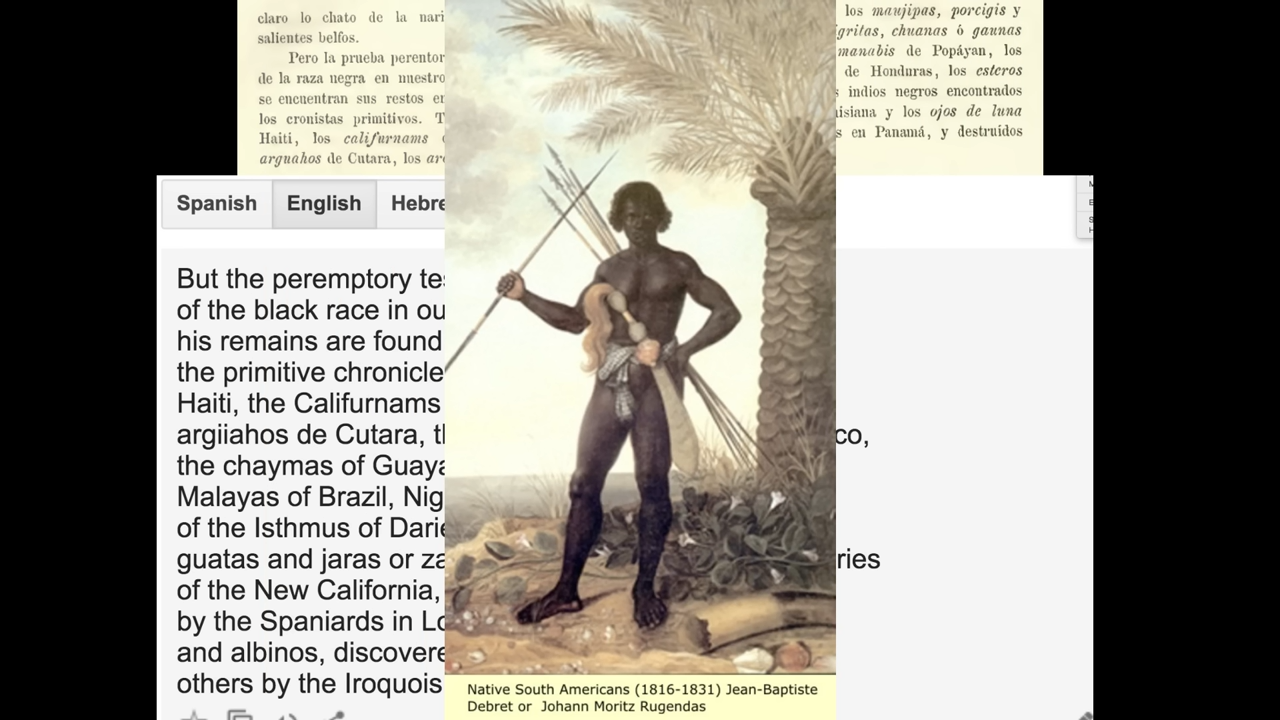 claro lo chato de la nari
salientes belfos.
Pero la prueba perentor
de la raza negra en nuestro
se encuentran sus restos en
los cronistas primitivos. T
Haiti, los califurnams
arguahos de Cutara, los
los maujipas, porcigis y
gritas, chuanas ó gaunas
manabis de Popáyan, los
de Honduras, los esteros
indios negros encontrados
uisiana y los ojos de luna
s en Panamá, y destruidos
Spanish English Hebre
But the peremptory te
of the black race in ou
his remains are found
the primitive chronicle
Haiti, the Califurnams
argiiahos de Cutara, t
co,
the chaymas of Guaya
Malayas of Brazil, Nig
of the Isthmus of Darie
guatas and jaras or za
ries
of the New California,
by the Spaniards in Lo
and albinos, discovere
others by the Iroquois
Native South Americans (1816-1831) Jean-Baptiste
Debret or Johann Moritz Rugendas